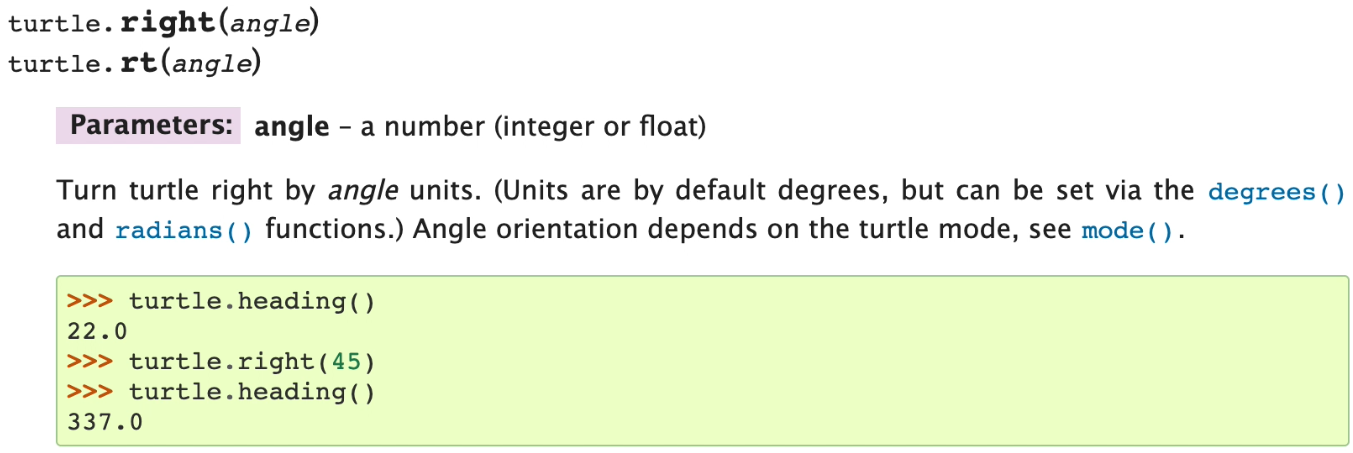 turtle.right(angle)
turtle.rt(angle)
Parameters: angle – a number (integer or float)
Turn turtle right by angle units. (Units are by default degrees, but can be set via the degrees()
and radians() functions.) Angle orientation depends on the turtle mode, see mode().
>>> turtle.heading()
22.0
>>> turtle.right(45)
>>> turtle.heading()
337.0